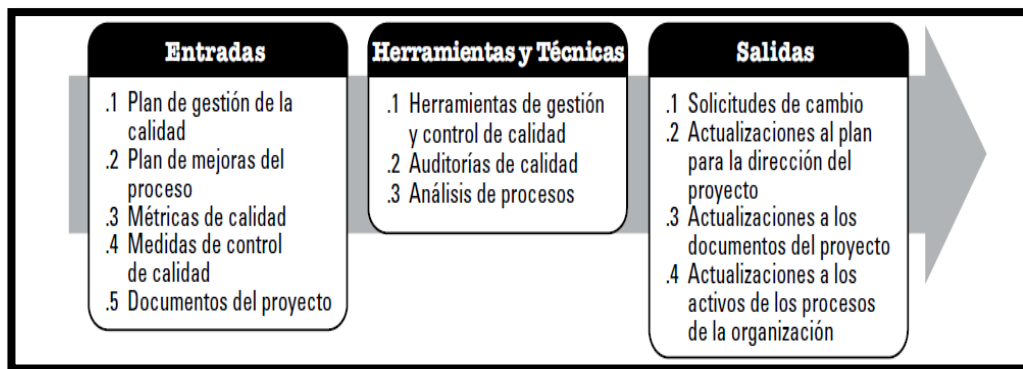 Entradas
.1 Plan de gestión de la
calidad
.2 Plan de mejoras del
proceso
.3 Métricas de calidad
.4 Medidas de control
de calidad
.5 Documentos del proyecto
Herramientas y Técnicas
.1 Herramientas de gestión
y control de calidad
.2 Auditorías de calidad
.3 Análisis de procesos
Salidas
.1 Solicitudes de cambio
.2 Actualizaciones al plan
para la dirección del
proyecto
.3 Actualizaciones a los
documentos del proyecto
.4 Actualizaciones a los
activos de los procesos
de la organización